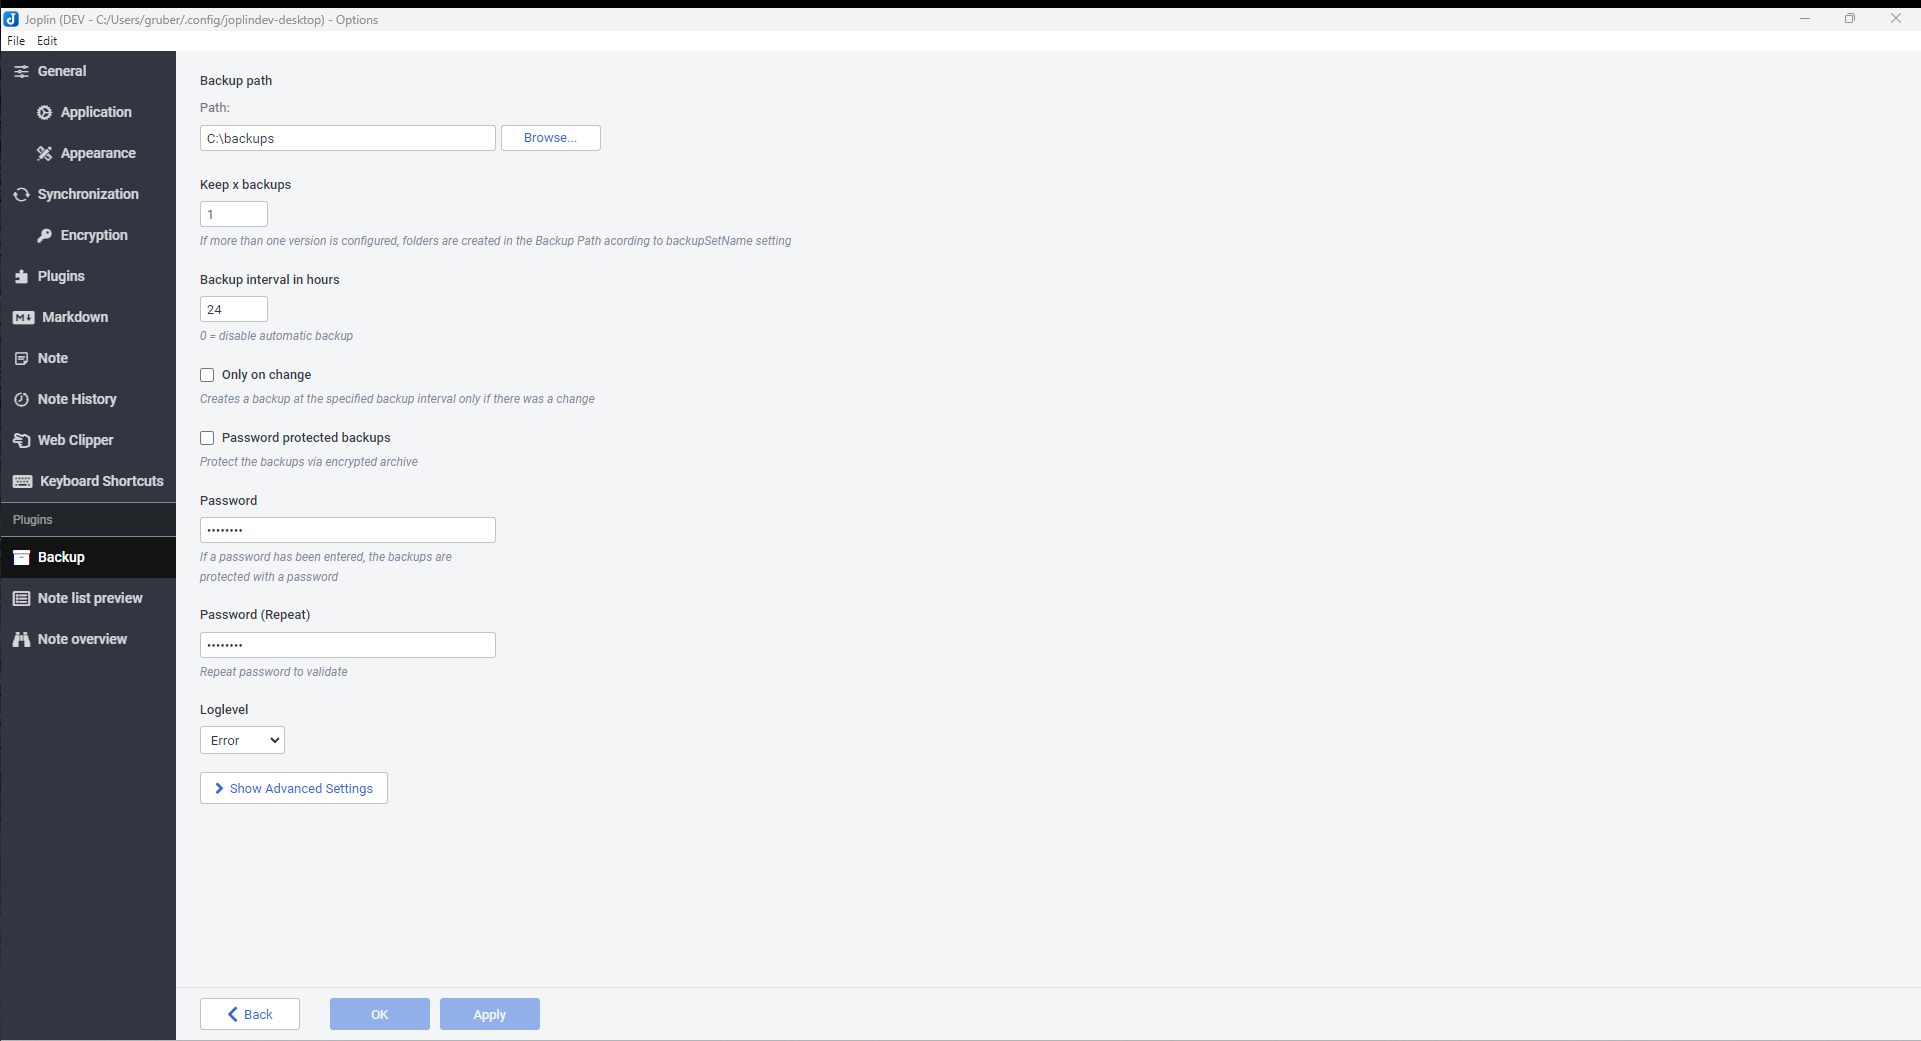 Joplin (DEV - C:/Users/gruber/.config/joplindev-desktop) - Options
File Edit
General
Application
Appearance
Synchronization
Encryption
Plugins
Markdown
Note
Note History
Web Clipper
Keyboard Shortcuts
Plugins
Backup
Note list preview
Note overview
Backup path
Path:
C:\backups Browse...
Keep x backups
1
If more than one version is configured, folders are created in the Backup Path acording to backupSetName setting
Backup interval in hours
24
0 = disable automatic backup
Only on change
Creates a backup at the specified backup interval only if there was a change
Password protected backups
Protect the backups via encrypted archive
Password
••••••••
If a password has been entered, the backups are
protected with a password
Password (Repeat)
••••••••
Repeat password to validate
Loglevel
Error
Show Advanced Settings
Back OK Apply